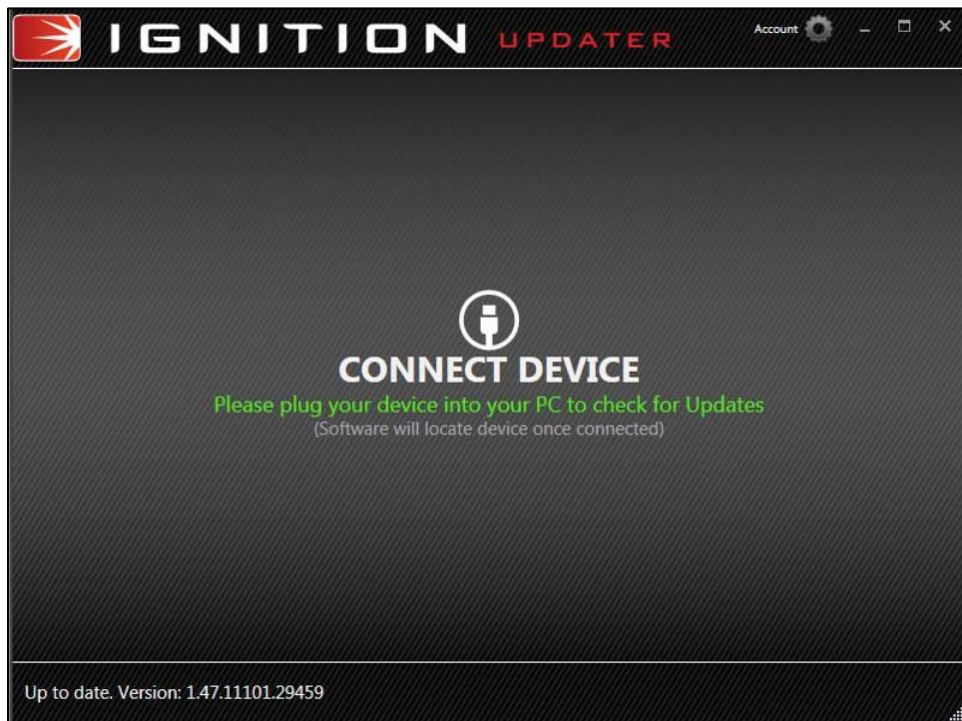 IGNITION UPDATER
Account
CONNECT DEVICE
Please plug your device into your PC to check for Updates
(Software will locate device once connected)
Up to date. Version: 1.47.11101.29459